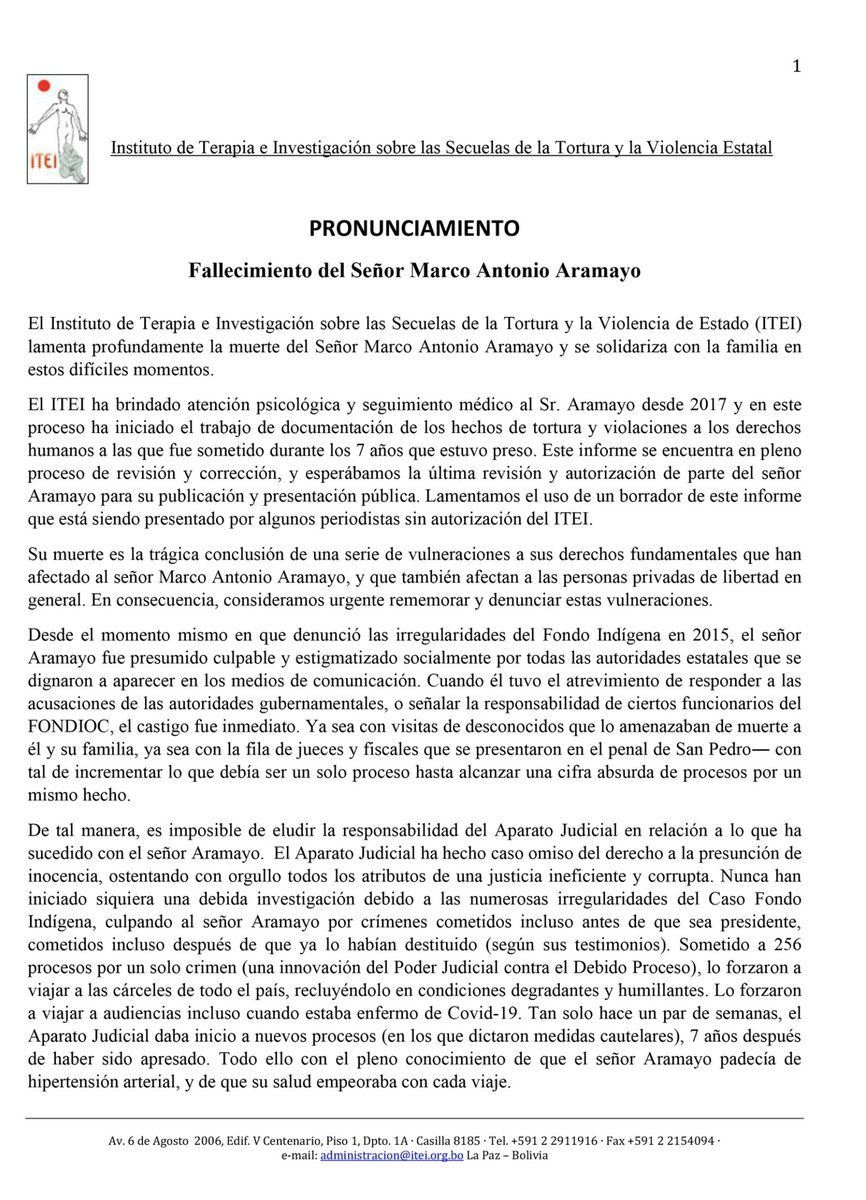 1
ITEI
Instituto de Terapia e Investigación sobre las Secuelas de la Tortura y la Violencia Estatal
PRONUNCIAMIENTO
Fallecimiento del Señor Marco Antonio Aramayo
El Instituto de Terapia e Investigación sobre las Secuelas de la Tortura y la Violencia de Estado (ITEI)
lamenta profundamente la muerte del Señor Marco Antonio Aramayo y se solidariza con la familia en
estos difíciles momentos.
El ITEI ha brindado atención psicológica y seguimiento médico al Sr. Aramayo desde 2017 y en este
proceso ha iniciado el trabajo de documentación de los hechos de tortura y violaciones a los derechos
humanos a las que fue sometido durante los 7 años que estuvo preso. Este informe se encuentra en pleno
proceso de revisión y corrección, y esperábamos la última revisión y autorización de parte del señor
Aramayo para su publicación y presentación pública. Lamentamos el uso de un borrador de este informe
que está siendo presentado por algunos periodistas sin autorización del ITEI.
Su muerte es la trágica conclusión de una serie de vulneraciones a sus derechos fundamentales que han
afectado al señor Marco Antonio Aramayo, y que también afectan a las personas privadas de libertad en
general. En consecuencia, consideramos urgente rememorar y denunciar estas vulneraciones.
Desde el momento mismo en que denunció las irregularidades del Fondo Indígena en 2015, el señor
Aramayo fue presumido culpable y estigmatizado socialmente por todas las autoridades estatales que se
dignaron a aparecer en los medios de comunicación. Cuando él tuvo el atrevimiento de responder a las
acusaciones de las autoridades gubernamentales, o señalar la responsabilidad de ciertos funcionarios del
FONDIOC, el castigo fue inmediato. Ya sea con visitas de desconocidos que lo amenazaban de muerte a
él y su familia, ya sea con la fila de jueces y fiscales que se presentaron en el penal de San Pedro― con
tal de incrementar lo que debía ser un solo proceso hasta alcanzar una cifra absurda de procesos por un
mismo hecho.
De tal manera, es imposible de eludir la responsabilidad del Aparato Judicial en relación a lo que ha
sucedido con el señor Aramayo. El Aparato Judicial ha hecho caso omiso del derecho a la presunción de
inocencia, ostentando con orgullo todos los atributos de una justicia ineficiente y corrupta. Nunca han
iniciado siquiera una debida investigación debido a las numerosas irregularidades del Caso Fondo
Indígena, culpando al señor Aramayo por crímenes cometidos incluso antes de que sea presidente,
cometidos incluso después de que ya lo habían destituido (según sus testimonios). Sometido a 256
procesos por un solo crimen (una innovación del Poder Judicial contra el Debido Proceso), lo forzaron a
viajar a las cárceles de todo el país, recluyéndolo en condiciones degradantes y humillantes. Lo forzaron
a viajar a audiencias incluso cuando estaba enfermo de Covid-19. Tan solo hace un par de semanas, el
Aparato Judicial daba inicio a nuevos procesos (en los que dictaron medidas cautelares), 7 años después
de haber sido apresado. Todo ello con el pleno conocimiento de que el señor Aramayo padecía de
hipertensión arterial, y de que su salud empeoraba con cada viaje.
Av. 6 de Agosto 2006, Edif. V Centenario, Piso 1, Dpto. 1A · Casilla 8185 · Tel. +591 2 2911916 · Fax +591 2 2154094 ·
e-mail: administracion@itei.org.bo La Paz – Bolivia